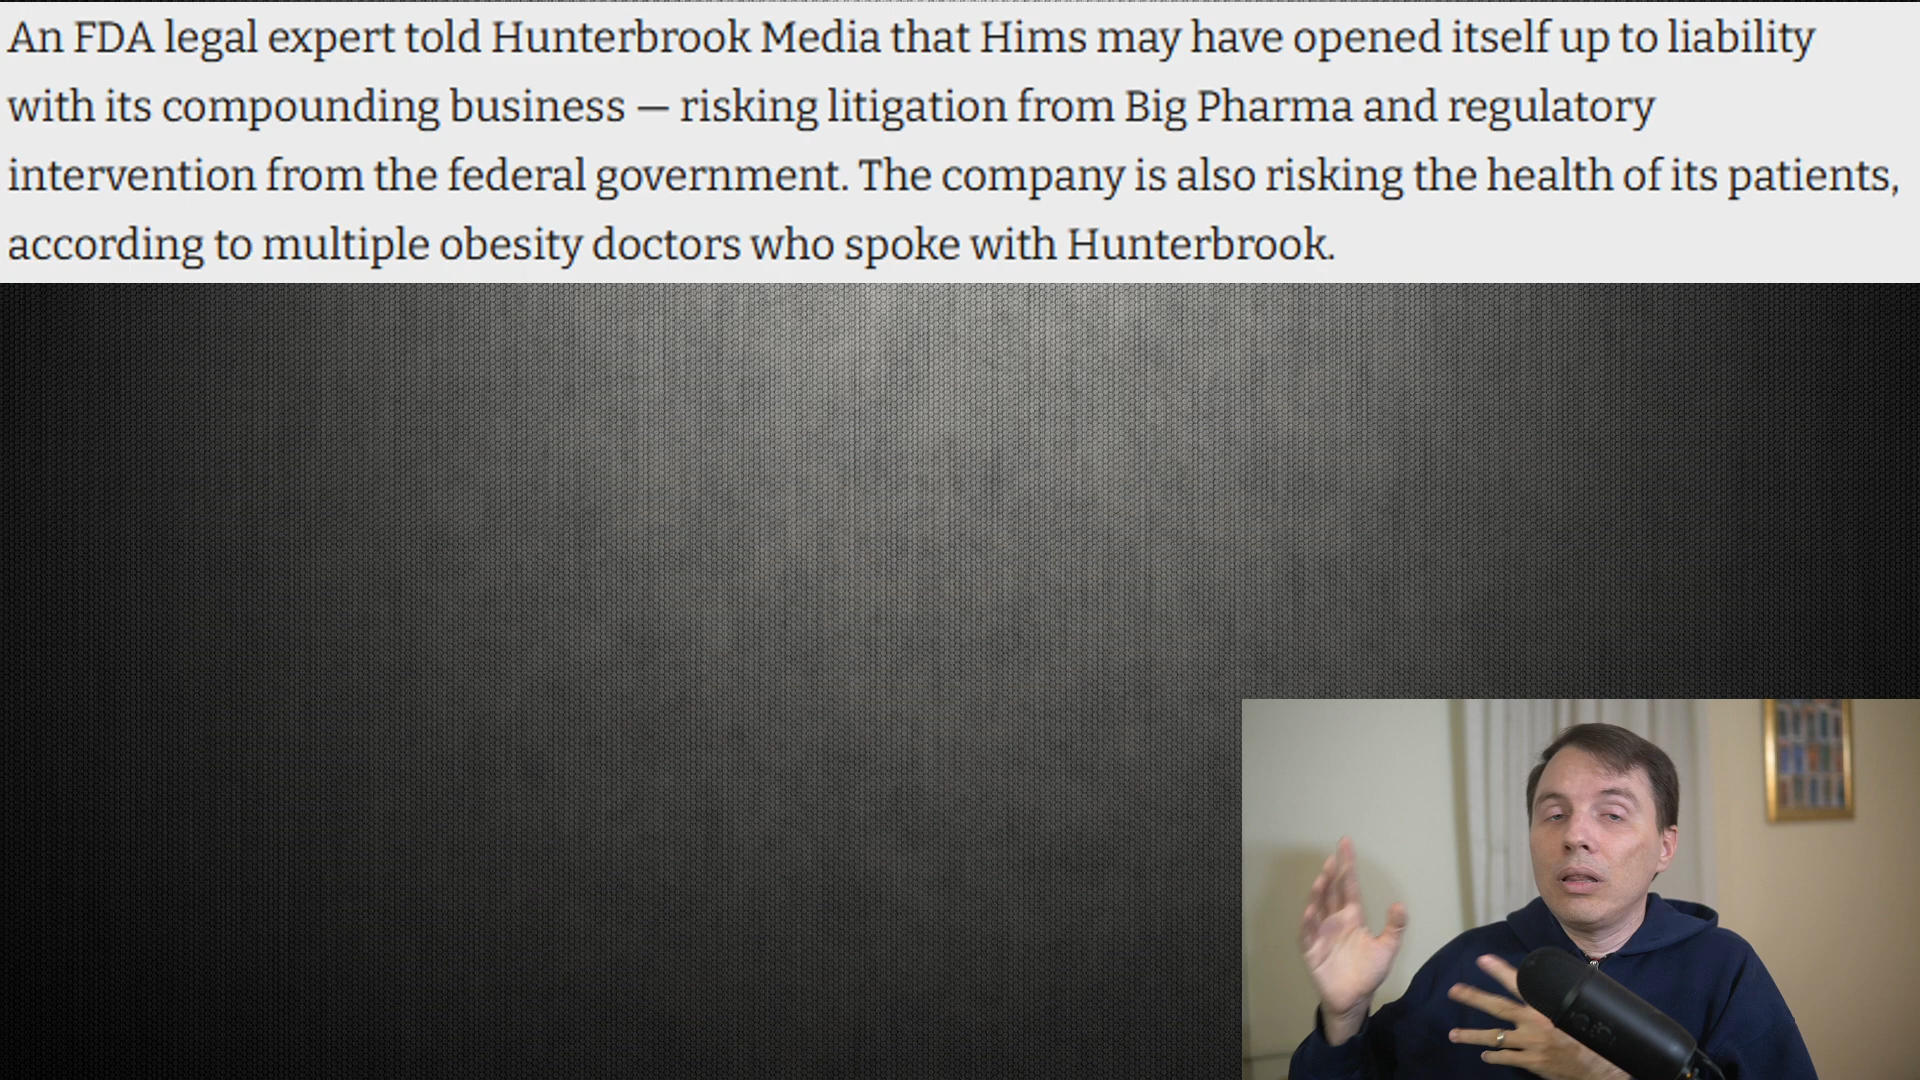 An FDA legal expert told Hunterbrook Media that Hims may have opened itself up to liability
with its compounding business — risking litigation from Big Pharma and regulatory
intervention from the federal government. The company is also risking the health of its patients,
according to multiple obesity doctors who spoke with Hunterbrook.